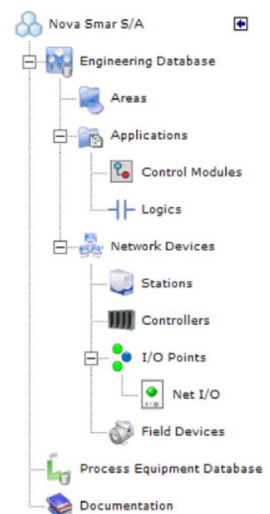 Nova Smar S/A
Engineering Database
Areas
Applications
Control Modules
Logics
Network Devices
Stations
Controllers
I/O Points
Net I/O
Field Devices
Process Equipment Database
Documentation